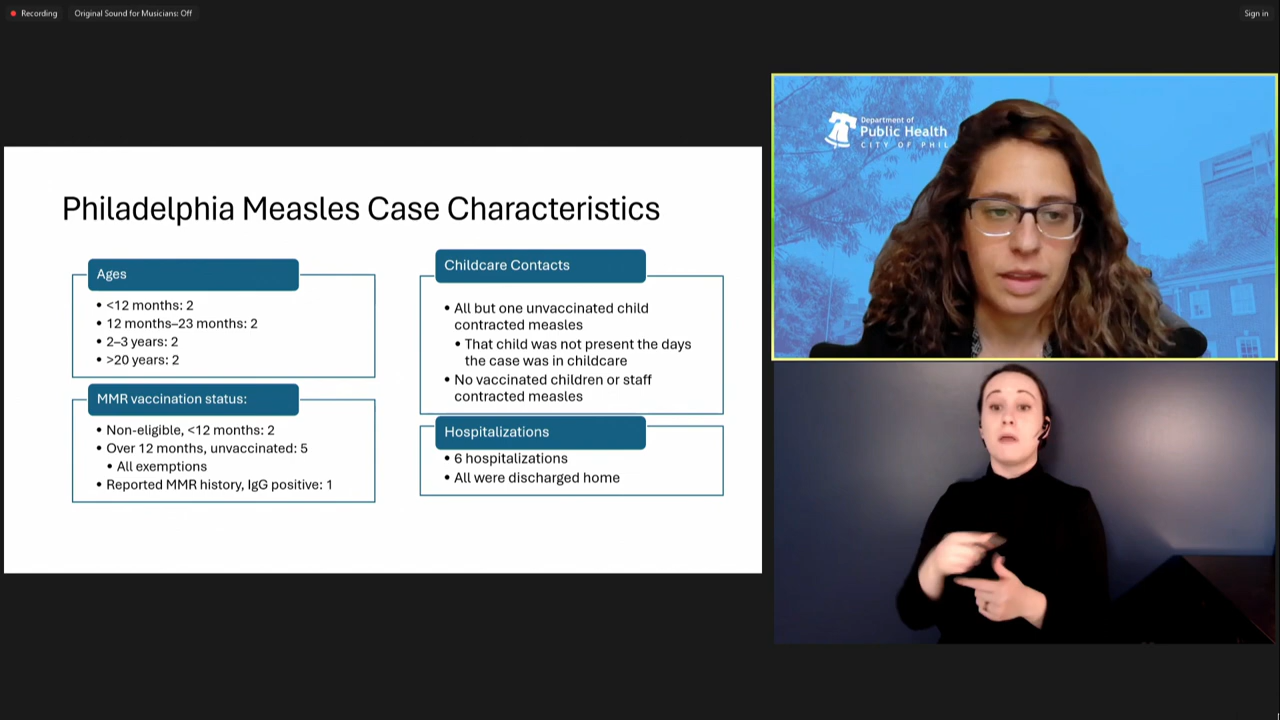 Recording
Original Sound for Musicians: Off
Sign in
Philadelphia Measles Case Characteristics
Ages
• <12 months: 2
• 12 months–23 months: 2
• 2–3 years: 2
• >20 years: 2
MMR vaccination status:
• Non-eligible, <12 months: 2
• Over 12 months, unvaccinated: 5
• All exemptions
• Reported MMR history, IgG positive: 1
Childcare Contacts
• All but one unvaccinated child
contracted measles
• That child was not present the days
the case was in childcare
• No vaccinated children or staff
contracted measles
Hospitalizations
• 6 hospitalizations
• All were discharged home
Department of
Public Health
CITY OF PHIL